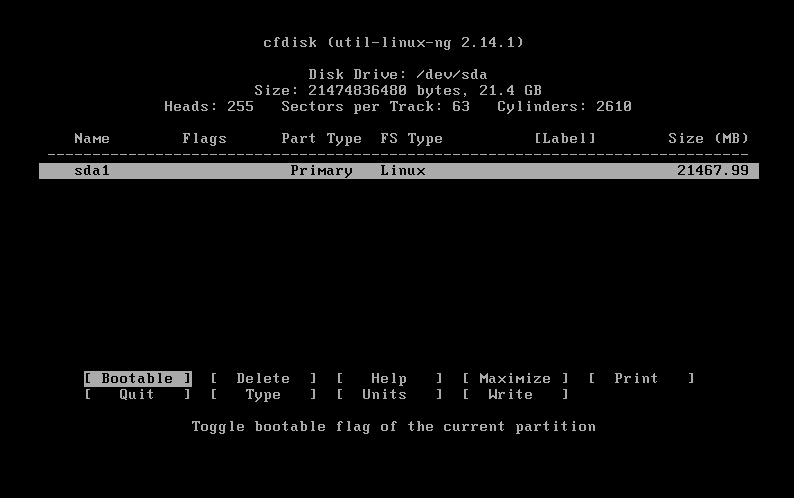 cfdisk (util-linux-ng 2.14.1)
Disk Drive: /dev/sda
Size: 21474836480 bytes, 21.4 GB
Heads: 255   Sectors per Track: 63   Cylinders: 2610
Name        Flags      Part Type  FS Type          [Label]        Size (MB)
------------------------------------------------------------------------------
sda1                    Primary   Linux                            21467.99
[ Bootable ]  [  Delete  ]  [   Help   ]  [ Maximize ]  [  Print   ]
[   Quit   ]  [   Type   ]  [  Units   ]  [  Write   ]
Toggle bootable flag of the current partition